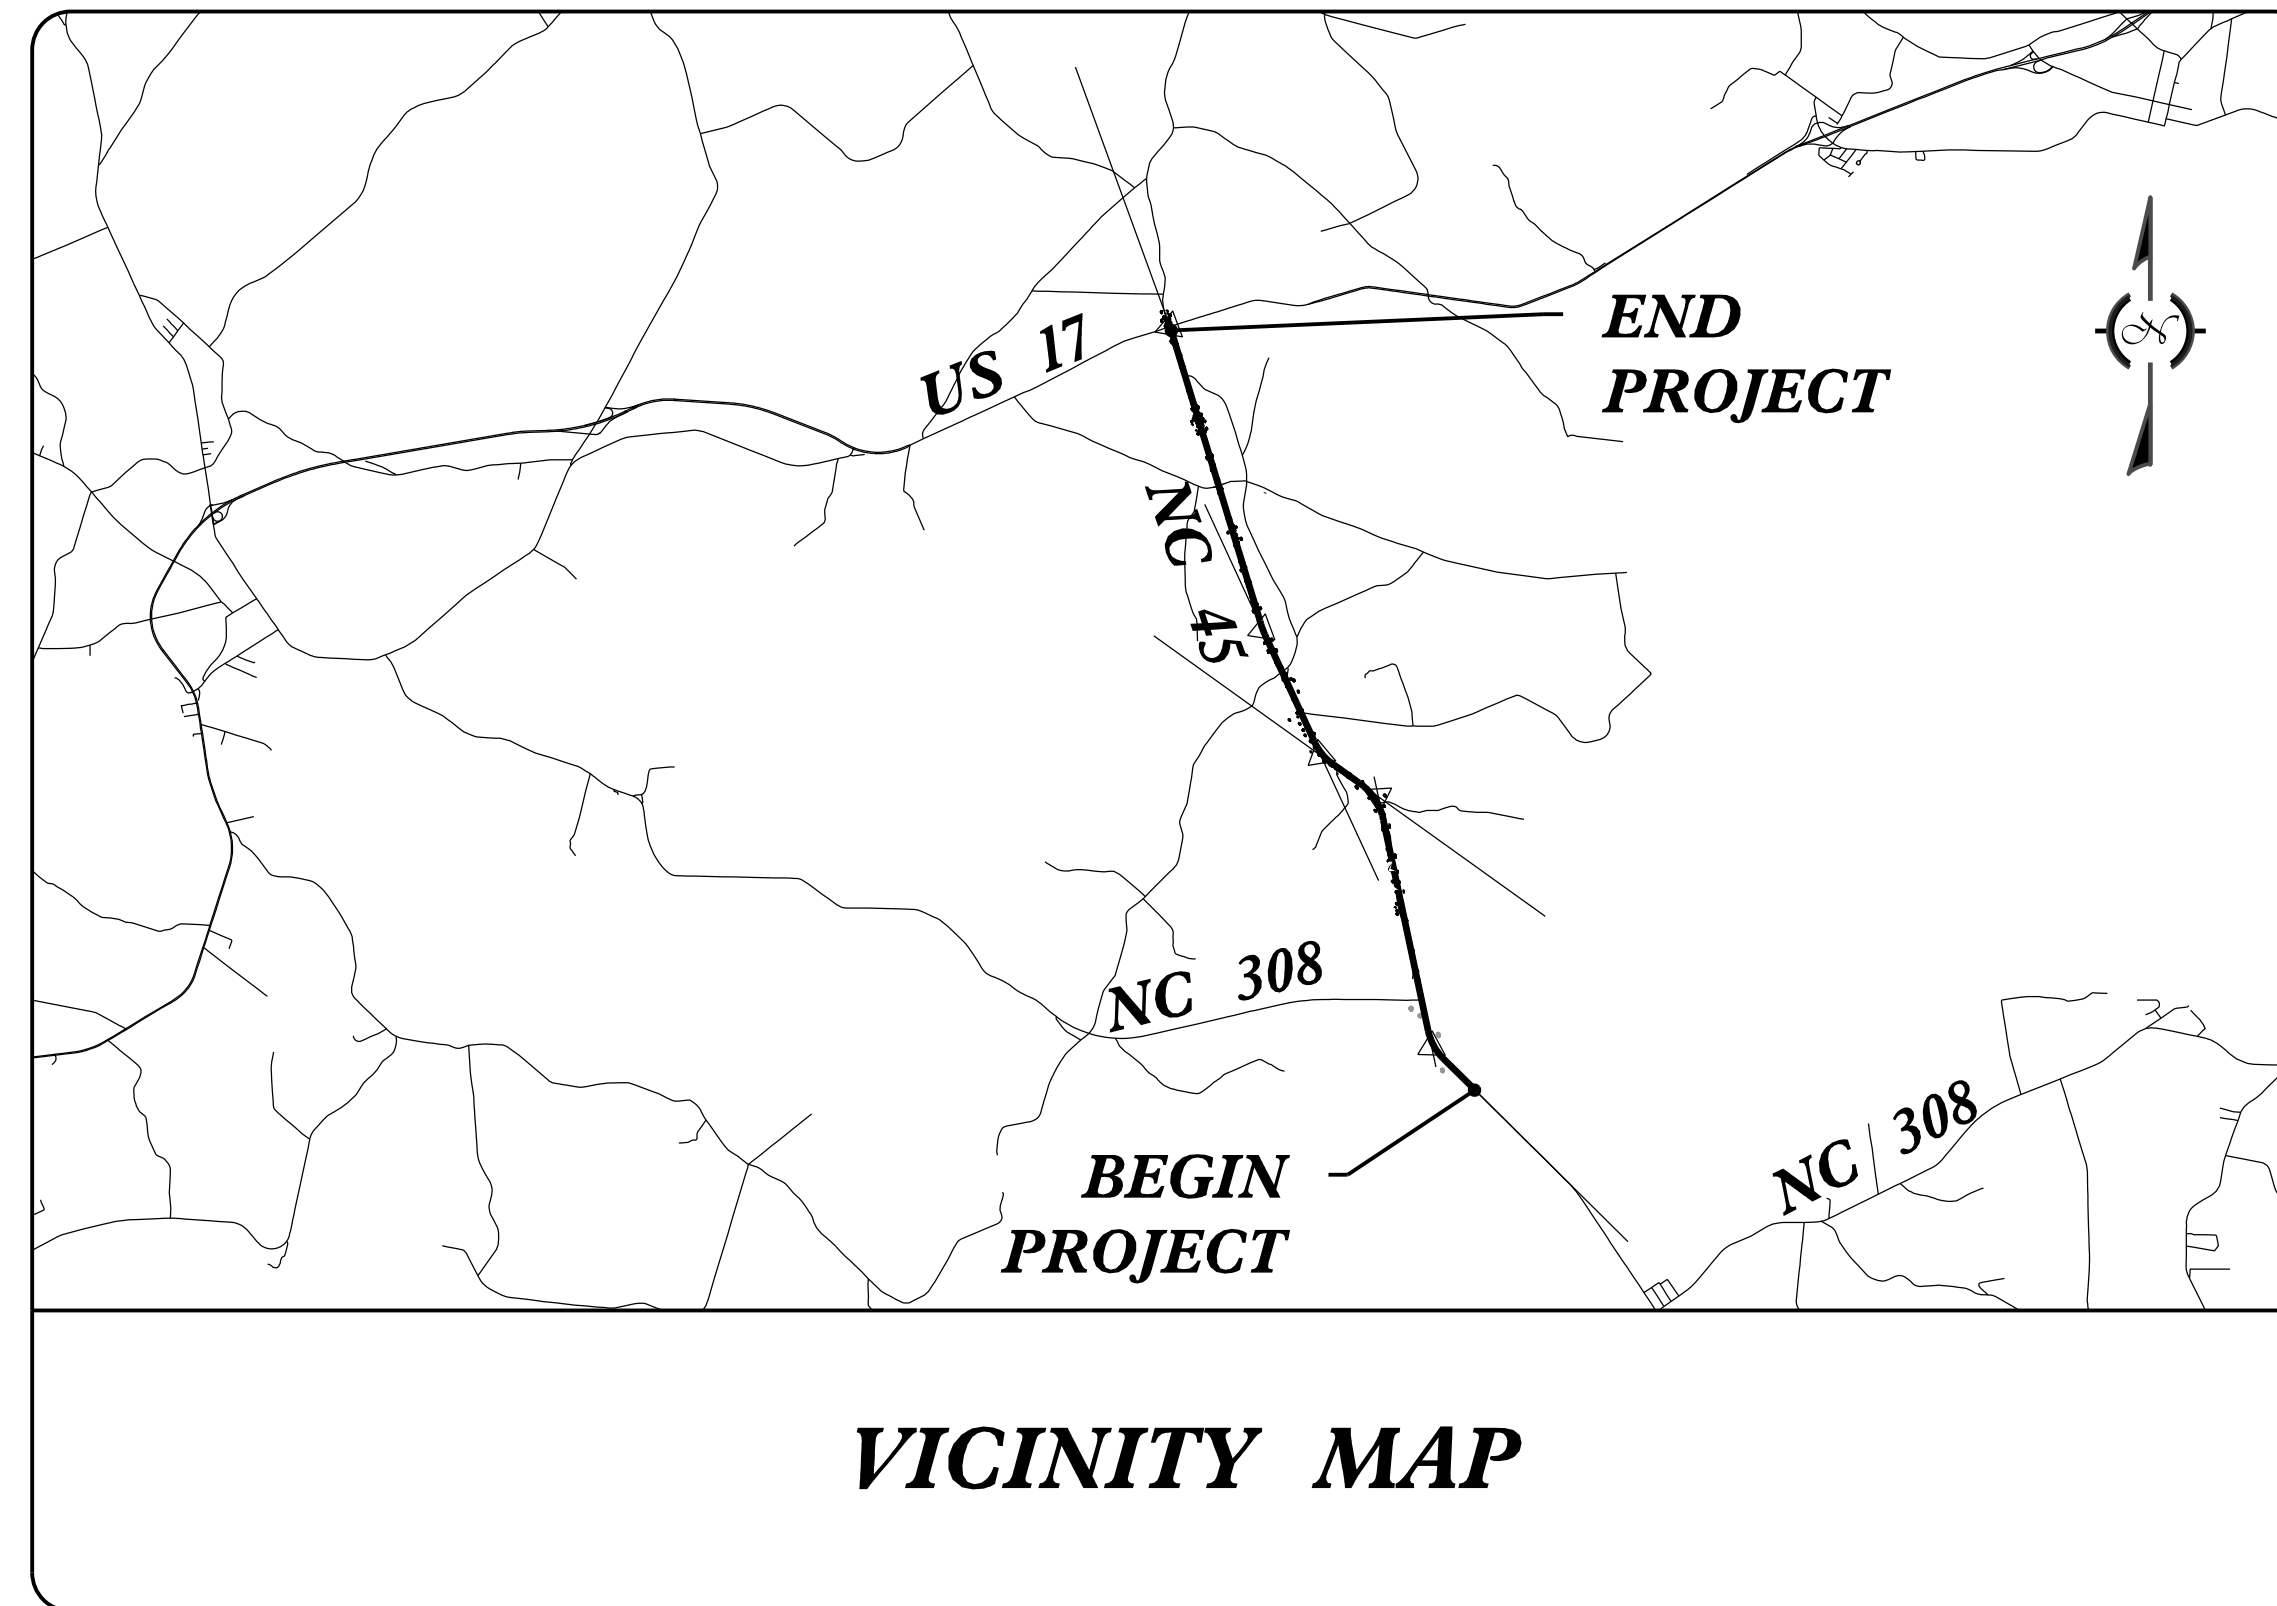 END
PROJECT
US 17
NC 45
NC 308
NC 308
BEGIN
PROJECT
VICINITY MAP